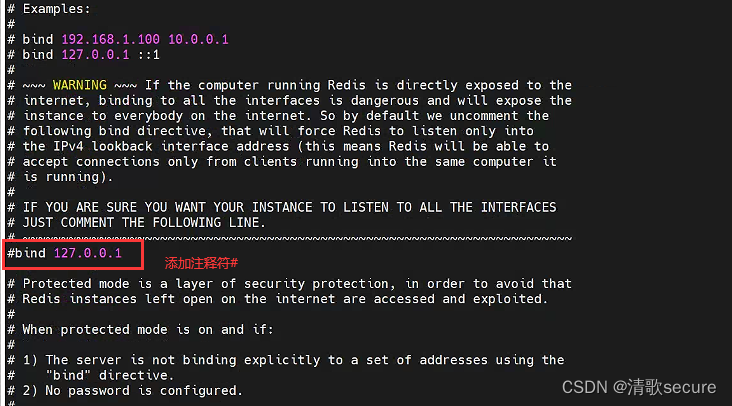 # Examples:
#
# bind 192.168.1.100 10.0.0.1
# bind 127.0.0.1 ::1
#
# ~~~ WARNING ~~~ If the computer running Redis is directly exposed to the
# internet, binding to all the interfaces is dangerous and will expose the
# instance to everybody on the internet. So by default we uncomment the
# following bind directive, that will force Redis to listen only into
# the IPv4 lookback interface address (this means Redis will be able to
# accept connections only from clients running into the same computer it
# is running).
#
# IF YOU ARE SURE YOU WANT YOUR INSTANCE TO LISTEN TO ALL THE INTERFACES
# JUST COMMENT THE FOLLOWING LINE.
# ~~~~~~~~~~~~~~~~~~~~~~~~~~~~~~~~~~~~~~~~~~~~~~~~~~~~~~~~~~~~~~~~~~~~~~~~
#bind 127.0.0.1
添加注释符#
# Protected mode is a layer of security protection, in order to avoid that
# Redis instances left open on the internet are accessed and exploited.
#
# When protected mode is on and if:
#
# 1) The server is not binding explicitly to a set of addresses using the
#    "bind" directive.
# 2) No password is configured.
#
CSDN @清歌secure